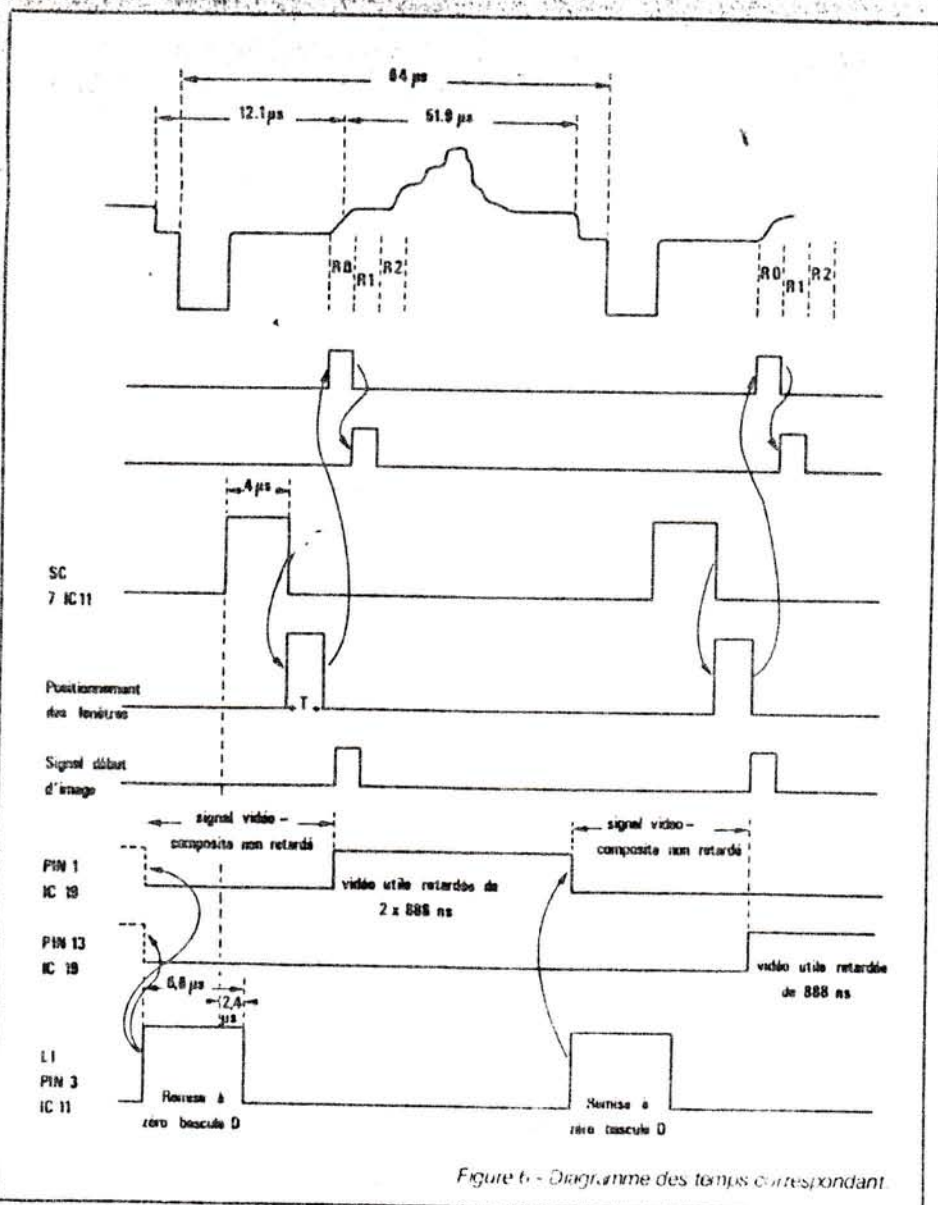 64 µs
12.1 µs
51.9 µs
R0
R1
R2
R0
R1
R2
4 µs
SC
7 IC11
Positionnement
des fenêtres
T
Signal début
d'image
signal vidéo-
composite non retardé
signal vidéo-
composite non retardé
PIN 1
IC 19
vidéo utile retardée de
2 x 888 ns
PIN 13
IC 19
vidéo utile retardée
de 888 ns
6,8 µs
2,4
µs
LI
PIN 3
IC 11
Remise à
zéro bascule D
Remise à
zéro bascule D
Figure 6 - Diagramme des temps correspondant.